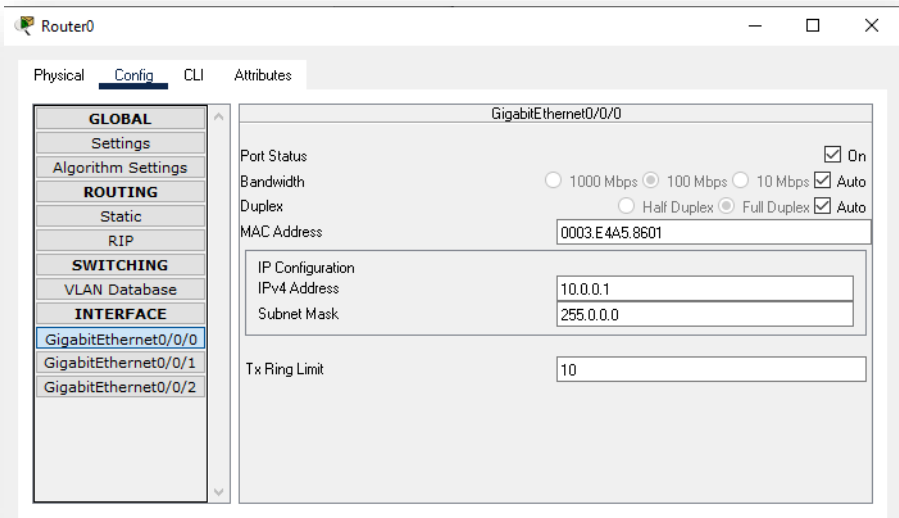 Router0
Physical Config CLI Attributes
GLOBAL
Settings
Algorithm Settings
ROUTING
Static
RIP
SWITCHING
VLAN Database
INTERFACE
GigabitEthernet0/0/0
GigabitEthernet0/0/1
GigabitEthernet0/0/2
GigabitEthernet0/0/0
Port Status On
Bandwidth 1000 Mbps 100 Mbps 10 Mbps Auto
Duplex Half Duplex Full Duplex Auto
MAC Address 0003.E4A5.8601
IP Configuration
IPv4 Address 10.0.0.1
Subnet Mask 255.0.0.0
Tx Ring Limit 10